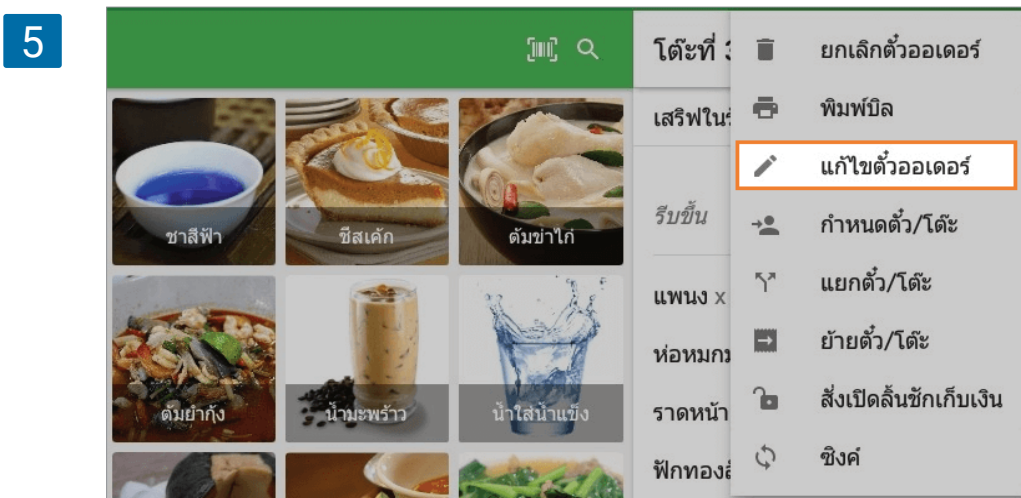 5
โต๊ะที่ 3
ยกเลิกตั๋วออเดอร์
เสริฟในร้
พิมพ์บิล
แก้ไขตั๋วออเดอร์
ชาสีฟ้า
ชีสเค้ก
ต้มข่าไก่
รีบขึ้น
กำหนดตั๋ว/โต๊ะ
แพนง x
แยกตั๋ว/โต๊ะ
ห่อหมกม
ย้ายตั๋ว/โต๊ะ
ต้มยำกุ้ง
น้ำมะพร้าว
น้ำใส่น้ำแข็ง
ราดหน้า
สั่งเปิดลิ้นชักเก็บเงิน
ฟักทองสั
ซิงค์